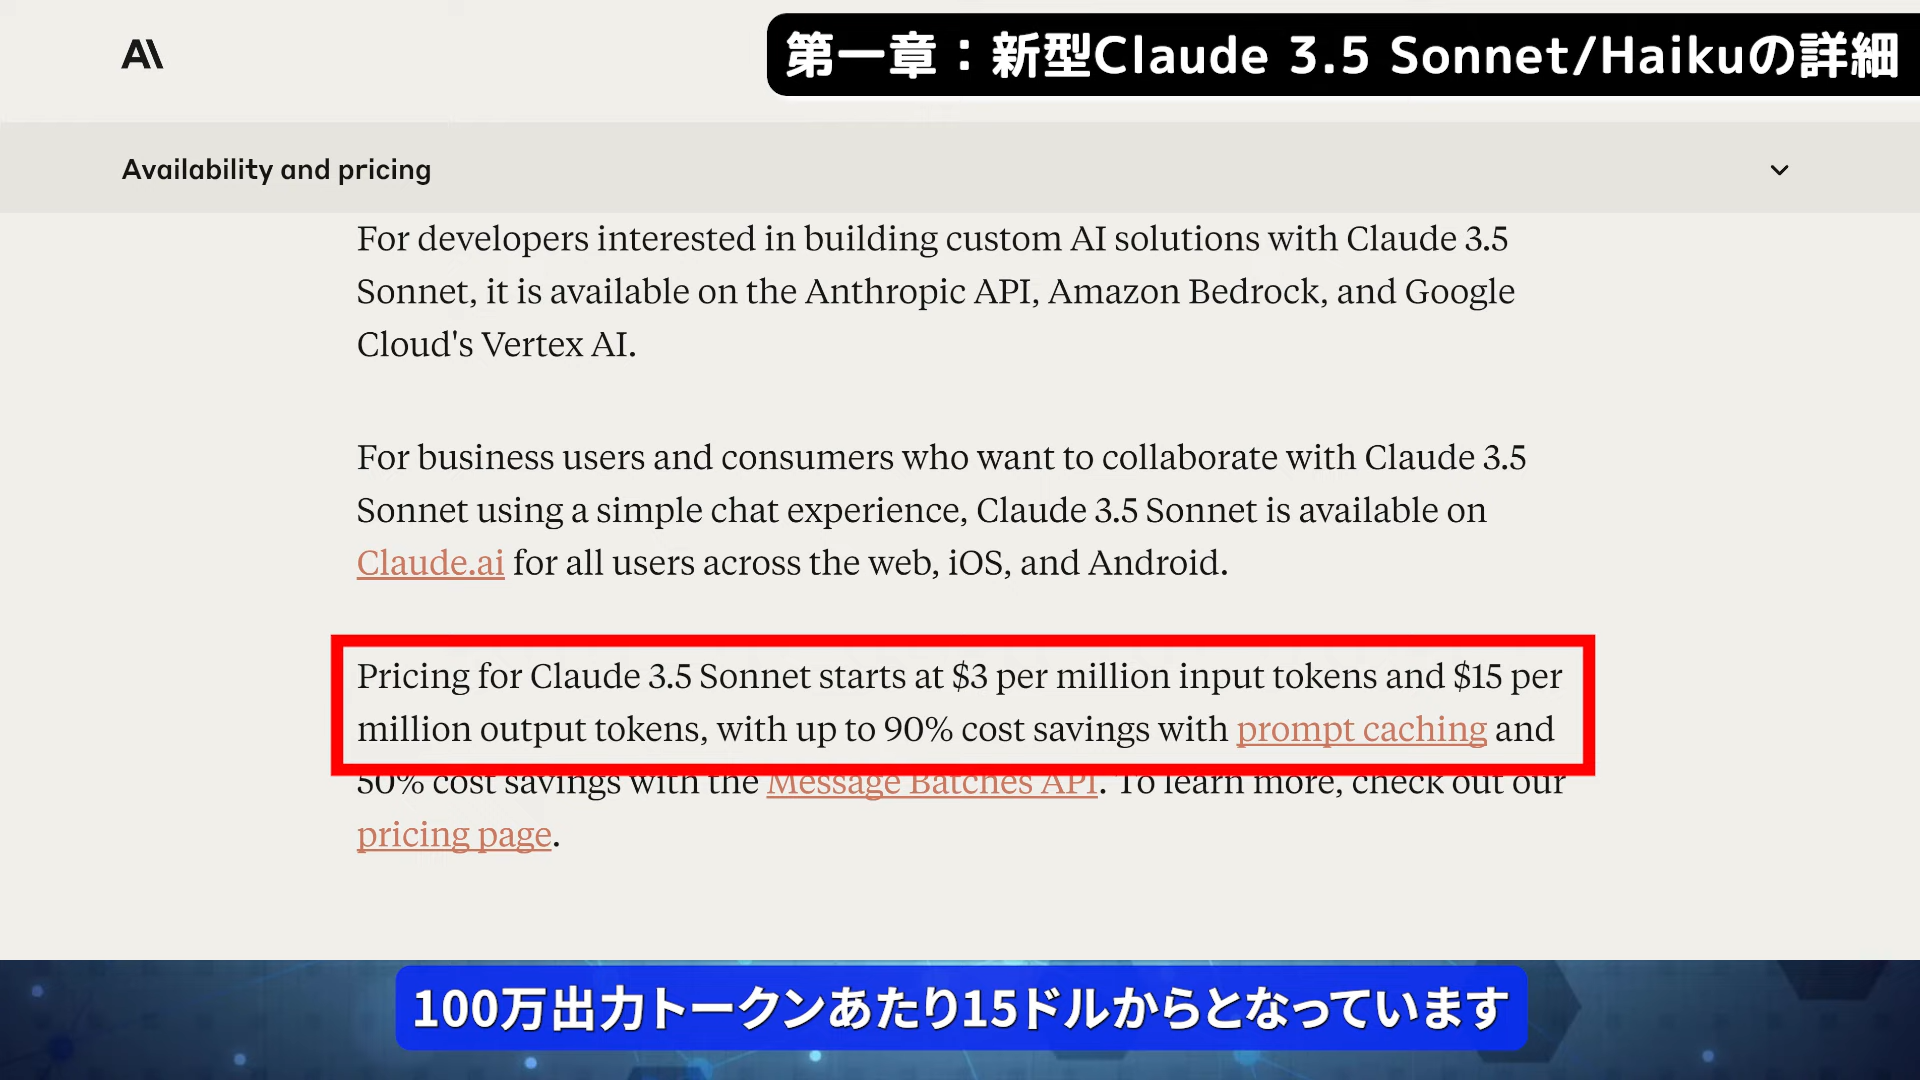 第一章：新型Claude 3.5 Sonnet/Haikuの詳細
Availability and pricing
For developers interested in building custom AI solutions with Claude 3.5
Sonnet, it is available on the Anthropic API, Amazon Bedrock, and Google
Cloud's Vertex AI.
For business users and consumers who want to collaborate with Claude 3.5
Sonnet using a simple chat experience, Claude 3.5 Sonnet is available on
Claude.ai for all users across the web, iOS, and Android.
Pricing for Claude 3.5 Sonnet starts at $3 per million input tokens and $15 per
million output tokens, with up to 90% cost savings with prompt caching and
50% cost savings with the Message Batches API. To learn more, check out our
pricing page.
100万出力トークンあたり15ドルからとなっています